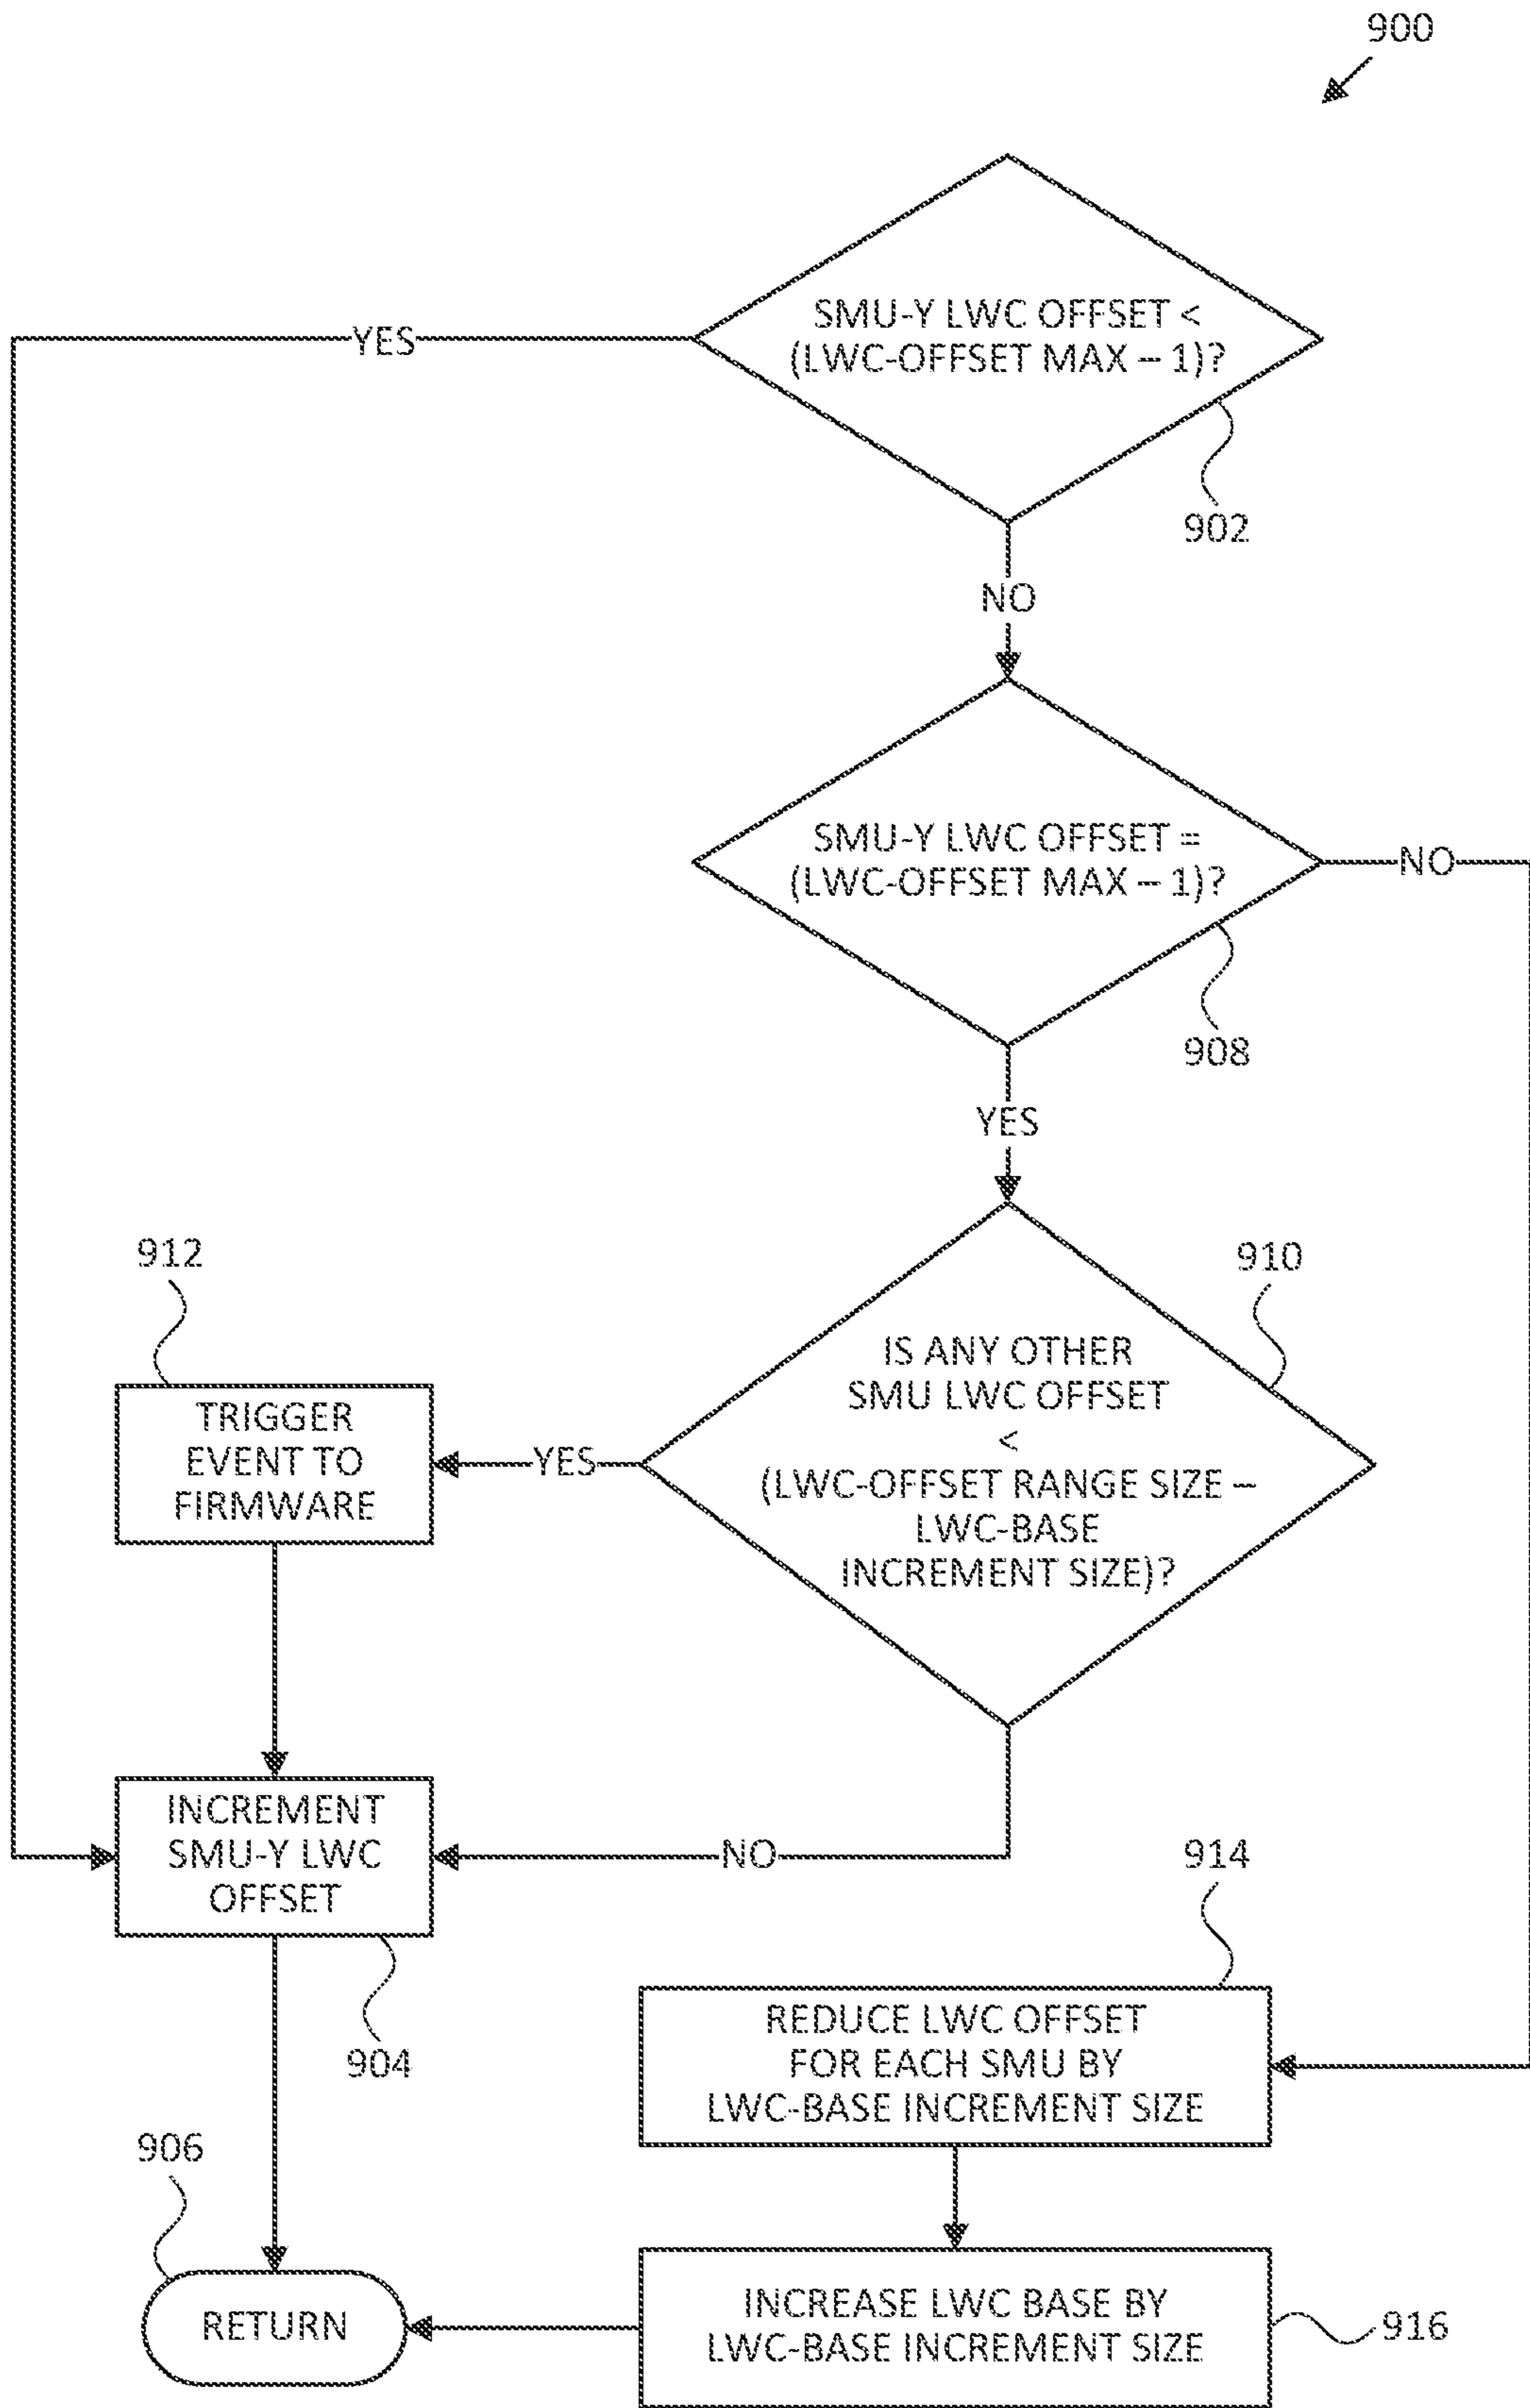 900
SMU-Y LWC OFFSET <
(LWC-OFFSET MAX – 1)?
YES
902
NO
SMU-Y LWC OFFSET =
(LWC-OFFSET MAX – 1)?
NO
908
YES
912
910
IS ANY OTHER
SMU LWC OFFSET
<
(LWC-OFFSET RANGE SIZE –
LWC-BASE
INCREMENT SIZE)?
TRIGGER
EVENT TO
FIRMWARE
YES
INCREMENT
SMU-Y LWC
OFFSET
NO
914
904
REDUCE LWC OFFSET
FOR EACH SMU BY
LWC-BASE INCREMENT SIZE
906
RETURN
INCREASE LWC BASE BY
LWC-BASE INCREMENT SIZE
916